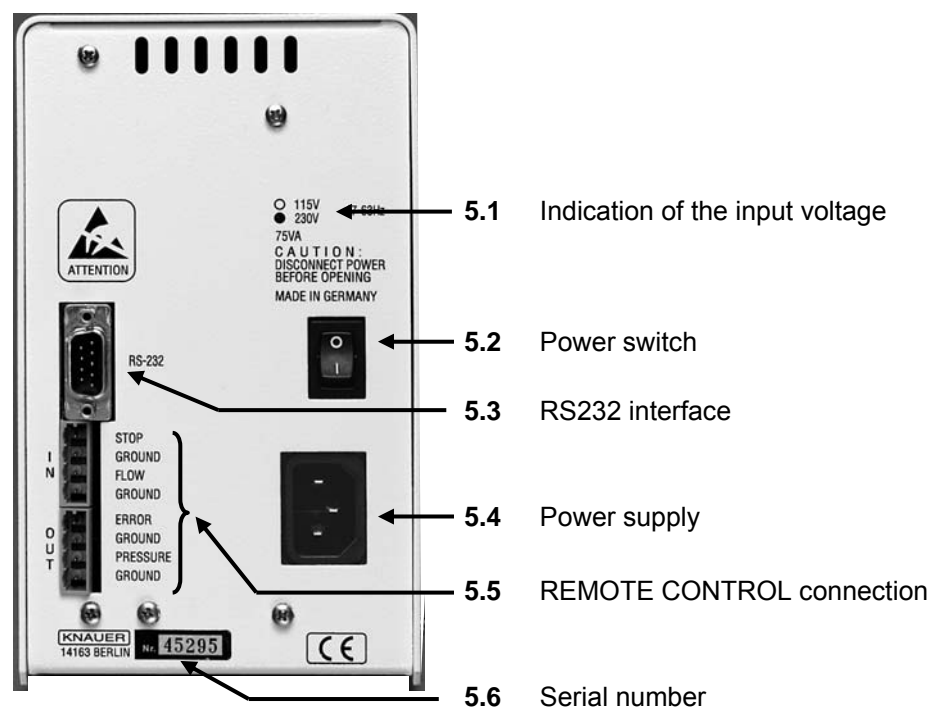 115V
230V
7-63Hz
5.1 Indication of the input voltage
75VA
CAUTION:
DISCONNECT POWER
BEFORE OPENING
MADE IN GERMANY
ATTENTION
O
I
5.2 Power switch
RS-232
5.3 RS232 interface
IN
STOP
GROUND
FLOW
GROUND
OUT
ERROR
GROUND
PRESSURE
GROUND
5.4 Power supply
5.5 REMOTE CONTROL connection
KNAUER
14163 BERLIN
Nr. 45295
CE
5.6 Serial number